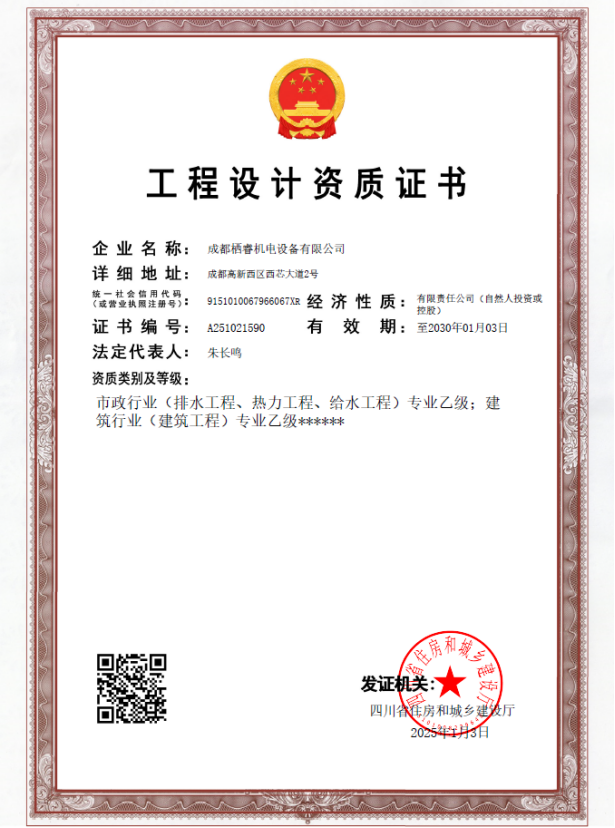 工程设计资质证书
企业名称： 成都栖睿机电设备有限公司
详细地址： 成都高新西区西芯大道2号
统一社会信用代码
（或营业执照注册号）： 9151010067966067XR 经济性质： 有限责任公司（自然人投资或
控股）
证书编号： A251021590 有效期： 至2030年01月03日
法定代表人： 朱长鸣
资质类别及等级：
市政行业（排水工程、热力工程、给水工程）专业乙级；建
筑行业（建筑工程）专业乙级******
四川省住房和城乡建设厅
发证机关：
四川省住房和城乡建设厅
2025年1月3日